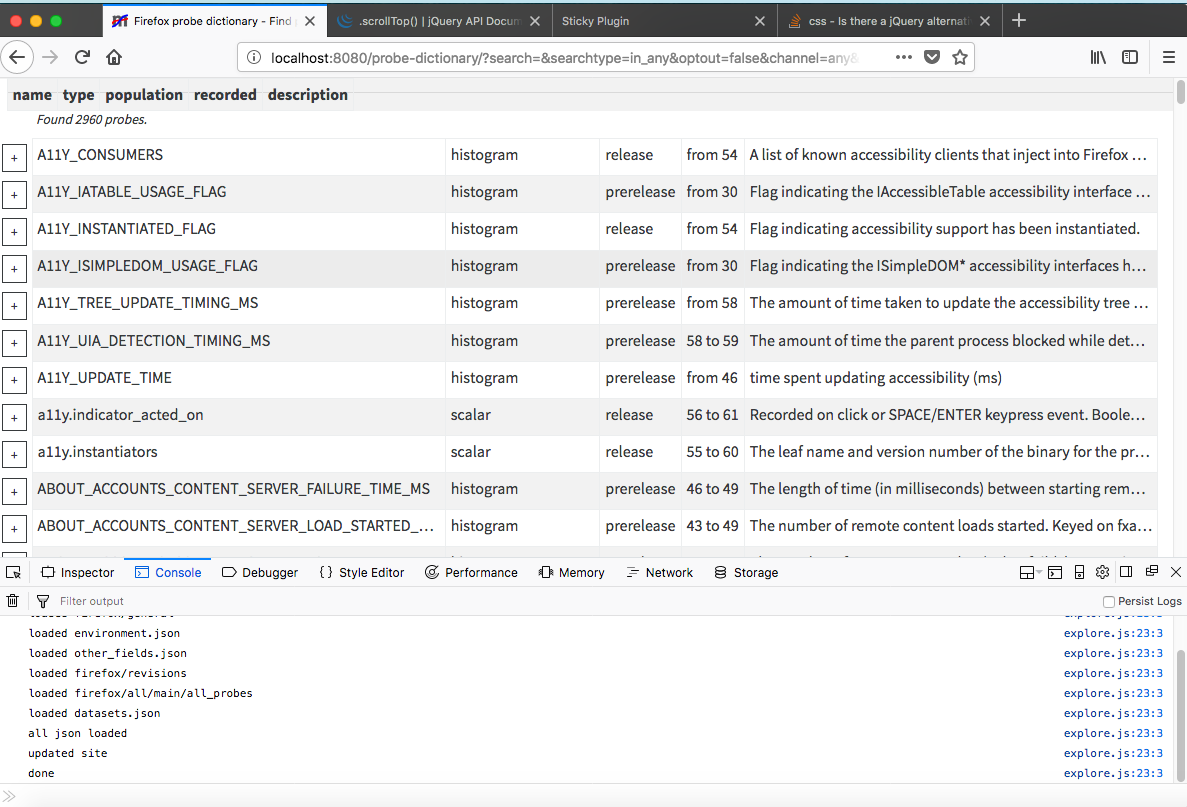 Firefox probe dictionary - Find
.scrollTop() | jQuery API Docum
Sticky Plugin
css - Is there a jQuery alternati
localhost:8080/probe-dictionary/?search=&searchtype=in_any&optout=false&channel=any&
name type population recorded description
Found 2960 probes.
+ A11Y_CONSUMERS histogram release from 54 A list of known accessibility clients that inject into Firefox ...
+ A11Y_IATABLE_USAGE_FLAG histogram prerelease from 30 Flag indicating the IAccessibleTable accessibility interface ...
+ A11Y_INSTANTIATED_FLAG histogram release from 54 Flag indicating accessibility support has been instantiated.
+ A11Y_ISIMPLEDOM_USAGE_FLAG histogram prerelease from 30 Flag indicating the ISimpleDOM* accessibility interfaces h...
+ A11Y_TREE_UPDATE_TIMING_MS histogram prerelease from 58 The amount of time taken to update the accessibility tree ...
+ A11Y_UIA_DETECTION_TIMING_MS histogram prerelease 58 to 59 The amount of time the parent process blocked while det...
+ A11Y_UPDATE_TIME histogram prerelease from 46 time spent updating accessibility (ms)
+ a11y.indicator_acted_on scalar release 56 to 61 Recorded on click or SPACE/ENTER keypress event. Boole...
+ a11y.instantiators scalar release 55 to 60 The leaf name and version number of the binary for the pr...
+ ABOUT_ACCOUNTS_CONTENT_SERVER_FAILURE_TIME_MS histogram prerelease 46 to 49 The length of time (in milliseconds) between starting rem...
+ ABOUT_ACCOUNTS_CONTENT_SERVER_LOAD_STARTED_... histogram prerelease 43 to 49 The number of remote content loads started. Keyed on fxa...
Inspector Console Debugger Style Editor Performance Memory Network Storage
Filter output Persist Logs
loaded firefox/general explore.js:23:3
loaded environment.json explore.js:23:3
loaded other_fields.json explore.js:23:3
loaded firefox/revisions explore.js:23:3
loaded firefox/all/main/all_probes explore.js:23:3
loaded datasets.json explore.js:23:3
all json loaded explore.js:23:3
updated site explore.js:23:3
done explore.js:23:3